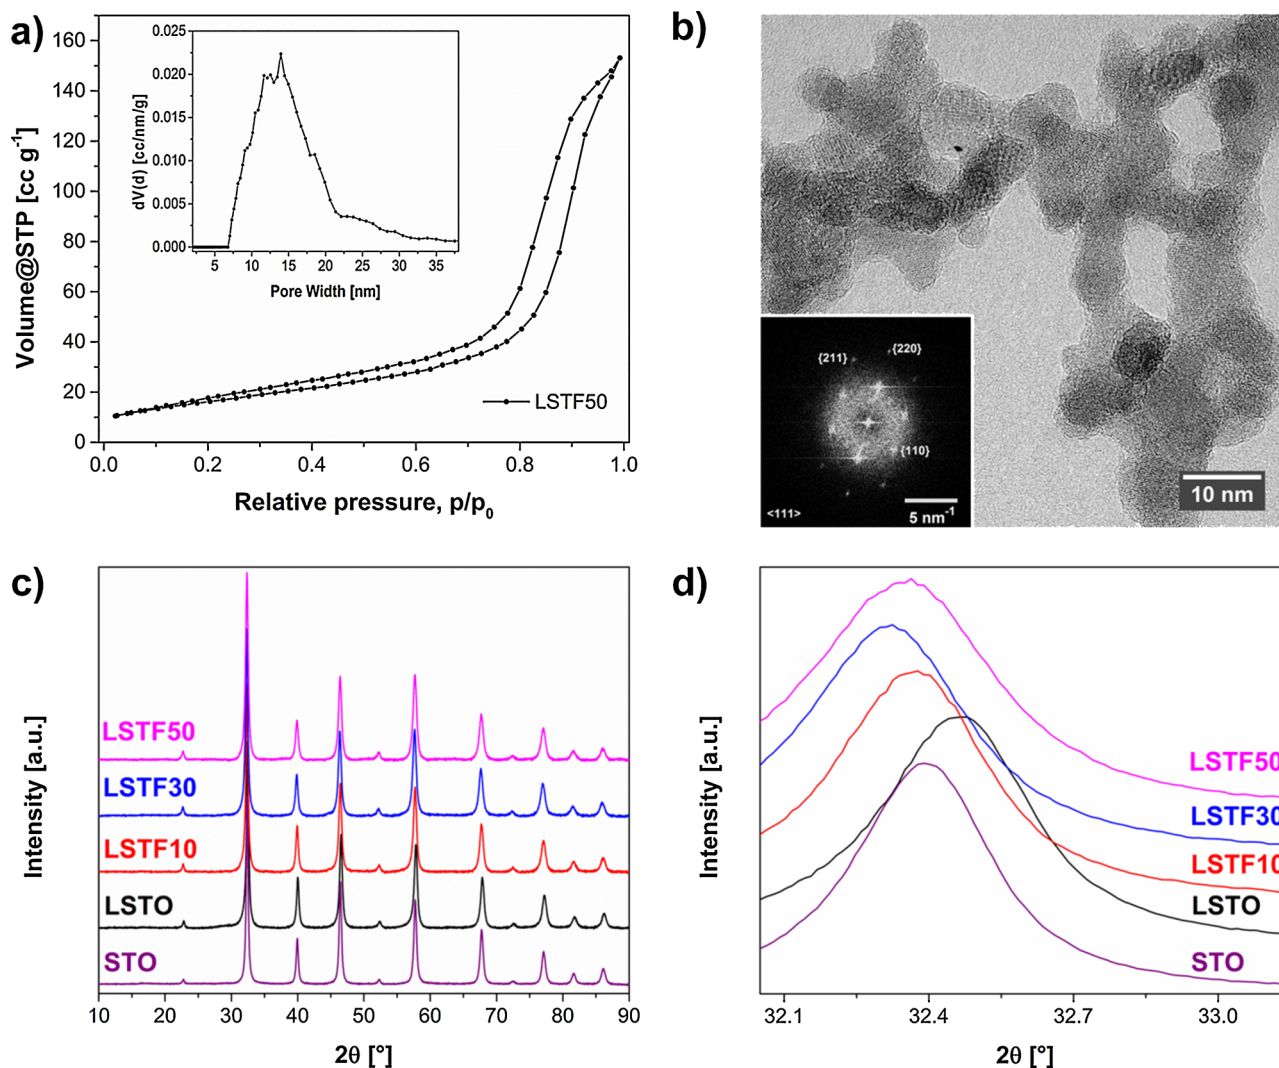 a)
160
140
120
100
80
60
40
20
0
Volume@STP [cc g-1]
0.0
0.2
0.4
0.6
0.8
1.0
Relative pressure, p/p0
LSTF50
0.025
0.020
0.015
0.010
0.005
0.000
dV(d) [cc/nm/g]
5
10
15
20
25
30
35
Pore Width [nm]
b)
{211}
{220}
{110}
<111>
5 nm-1
10 nm
c)
LSTF50
LSTF30
LSTF10
LSTO
STO
Intensity [a.u.]
10
20
30
40
50
60
70
80
90
2θ [°]
d)
LSTF50
LSTF30
LSTF10
LSTO
STO
Intensity [a.u.]
32.1
32.4
32.7
33.0
2θ [°]